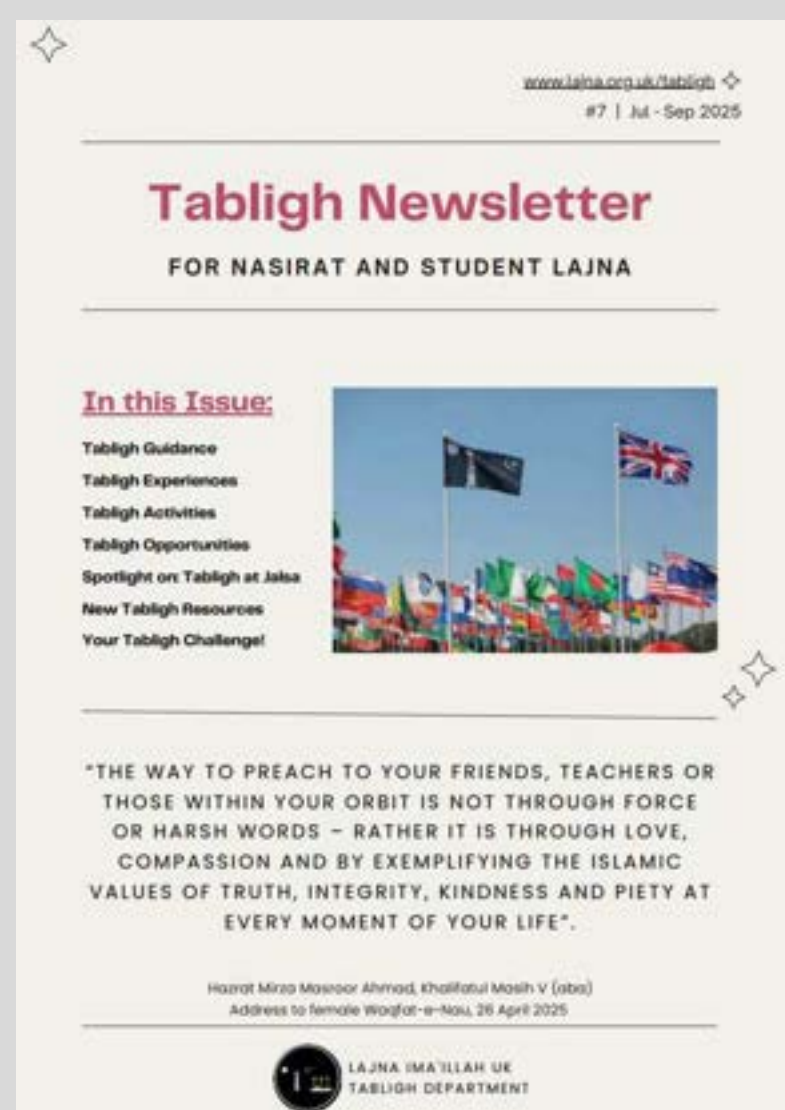 www.lajna.org.uk/tabligh
#7 | Jul - Sep 2025
Tabligh Newsletter
FOR NASIRAT AND STUDENT LAJNA
In this Issue:
Tabligh Guidance
Tabligh Experiences
Tabligh Activities
Tabligh Opportunities
Spotlight on: Tabligh at Jalsa
New Tabligh Resources
Your Tabligh Challenge!
"THE WAY TO PREACH TO YOUR FRIENDS, TEACHERS OR
THOSE WITHIN YOUR ORBIT IS NOT THROUGH FORCE
OR HARSH WORDS – RATHER IT IS THROUGH LOVE,
COMPASSION AND BY EXEMPLIFYING THE ISLAMIC
VALUES OF TRUTH, INTEGRITY, KINDNESS AND PIETY AT
EVERY MOMENT OF YOUR LIFE".
Hazrat Mirza Masroor Ahmad, Khalifatul Masih V (aba)
Address to female Waqfat-e-Nau, 26 April 2025
LAJNA IMA'ILLAH UK
TABLIGH DEPARTMENT